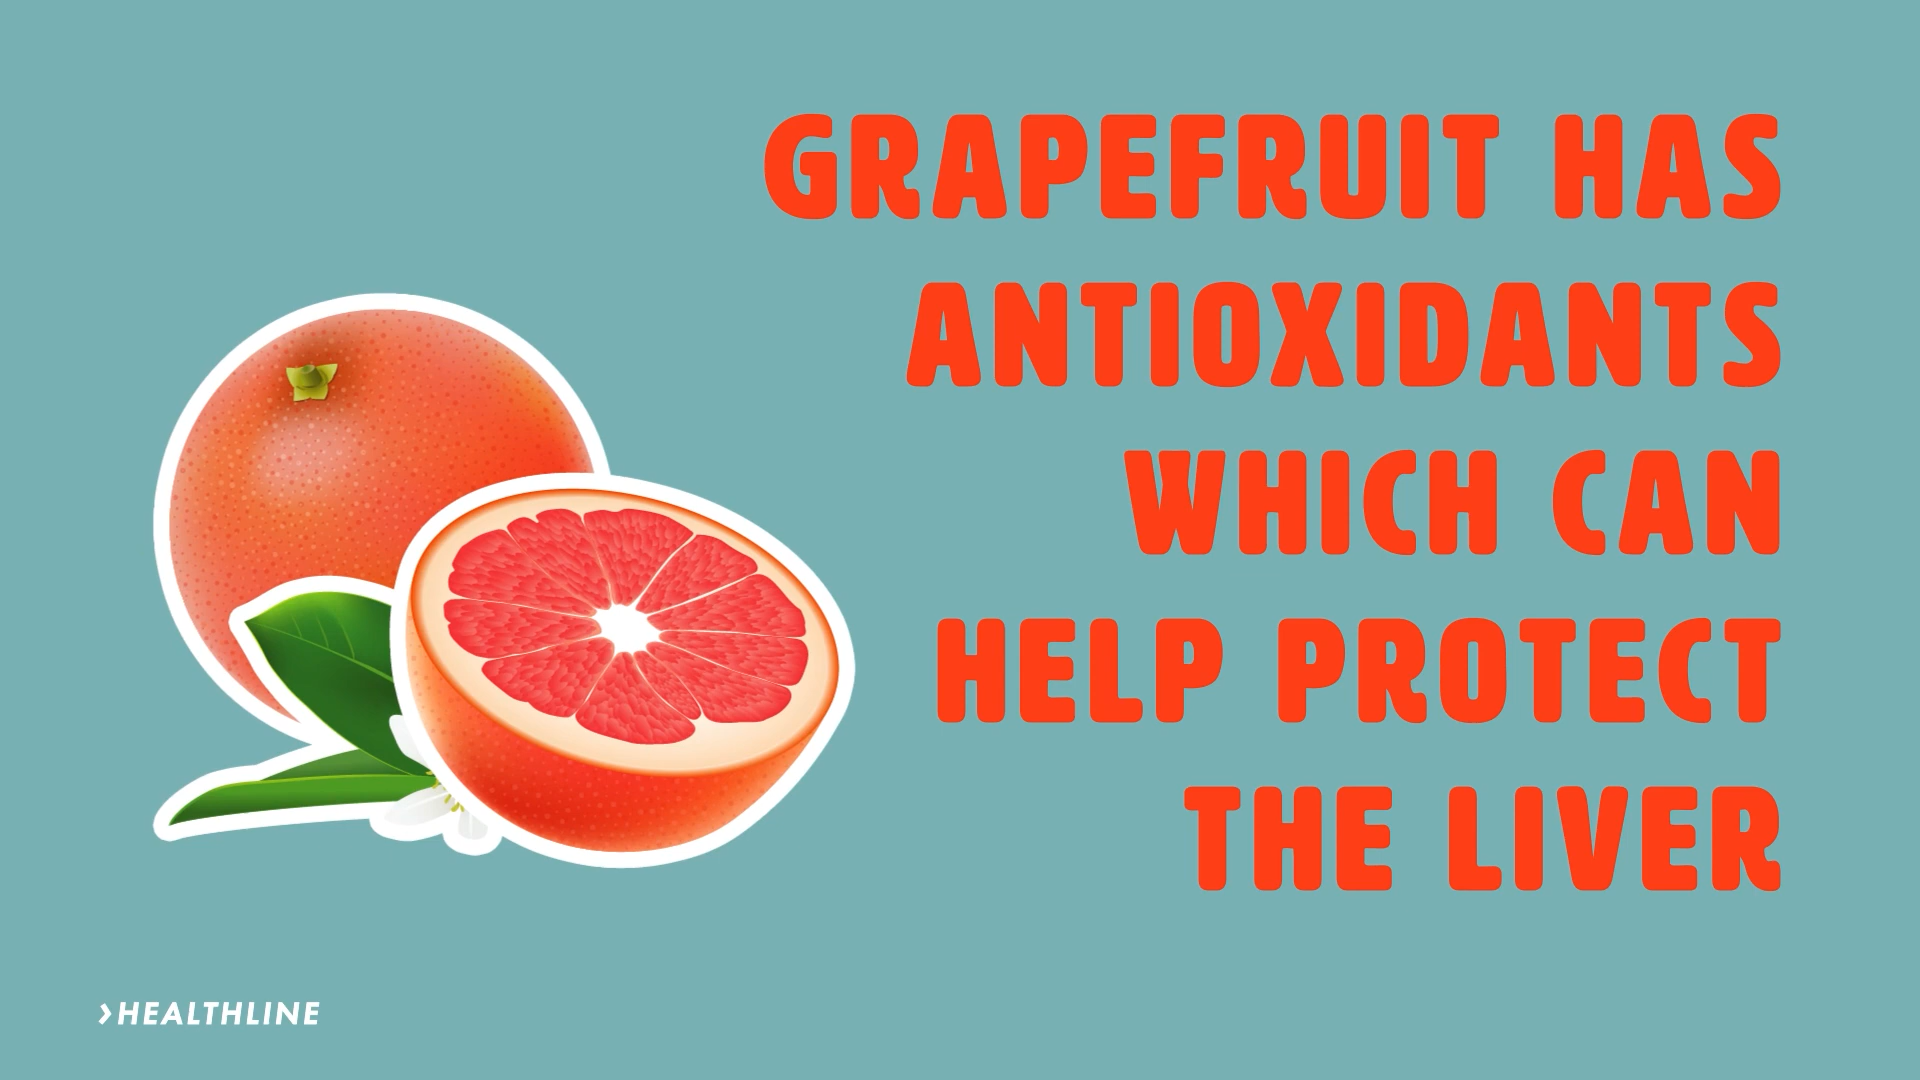 GRAPEFRUIT HAS
ANTIOXIDANTS
WHICH CAN
HELP PROTECT
THE LIVER
HEALTHLINE